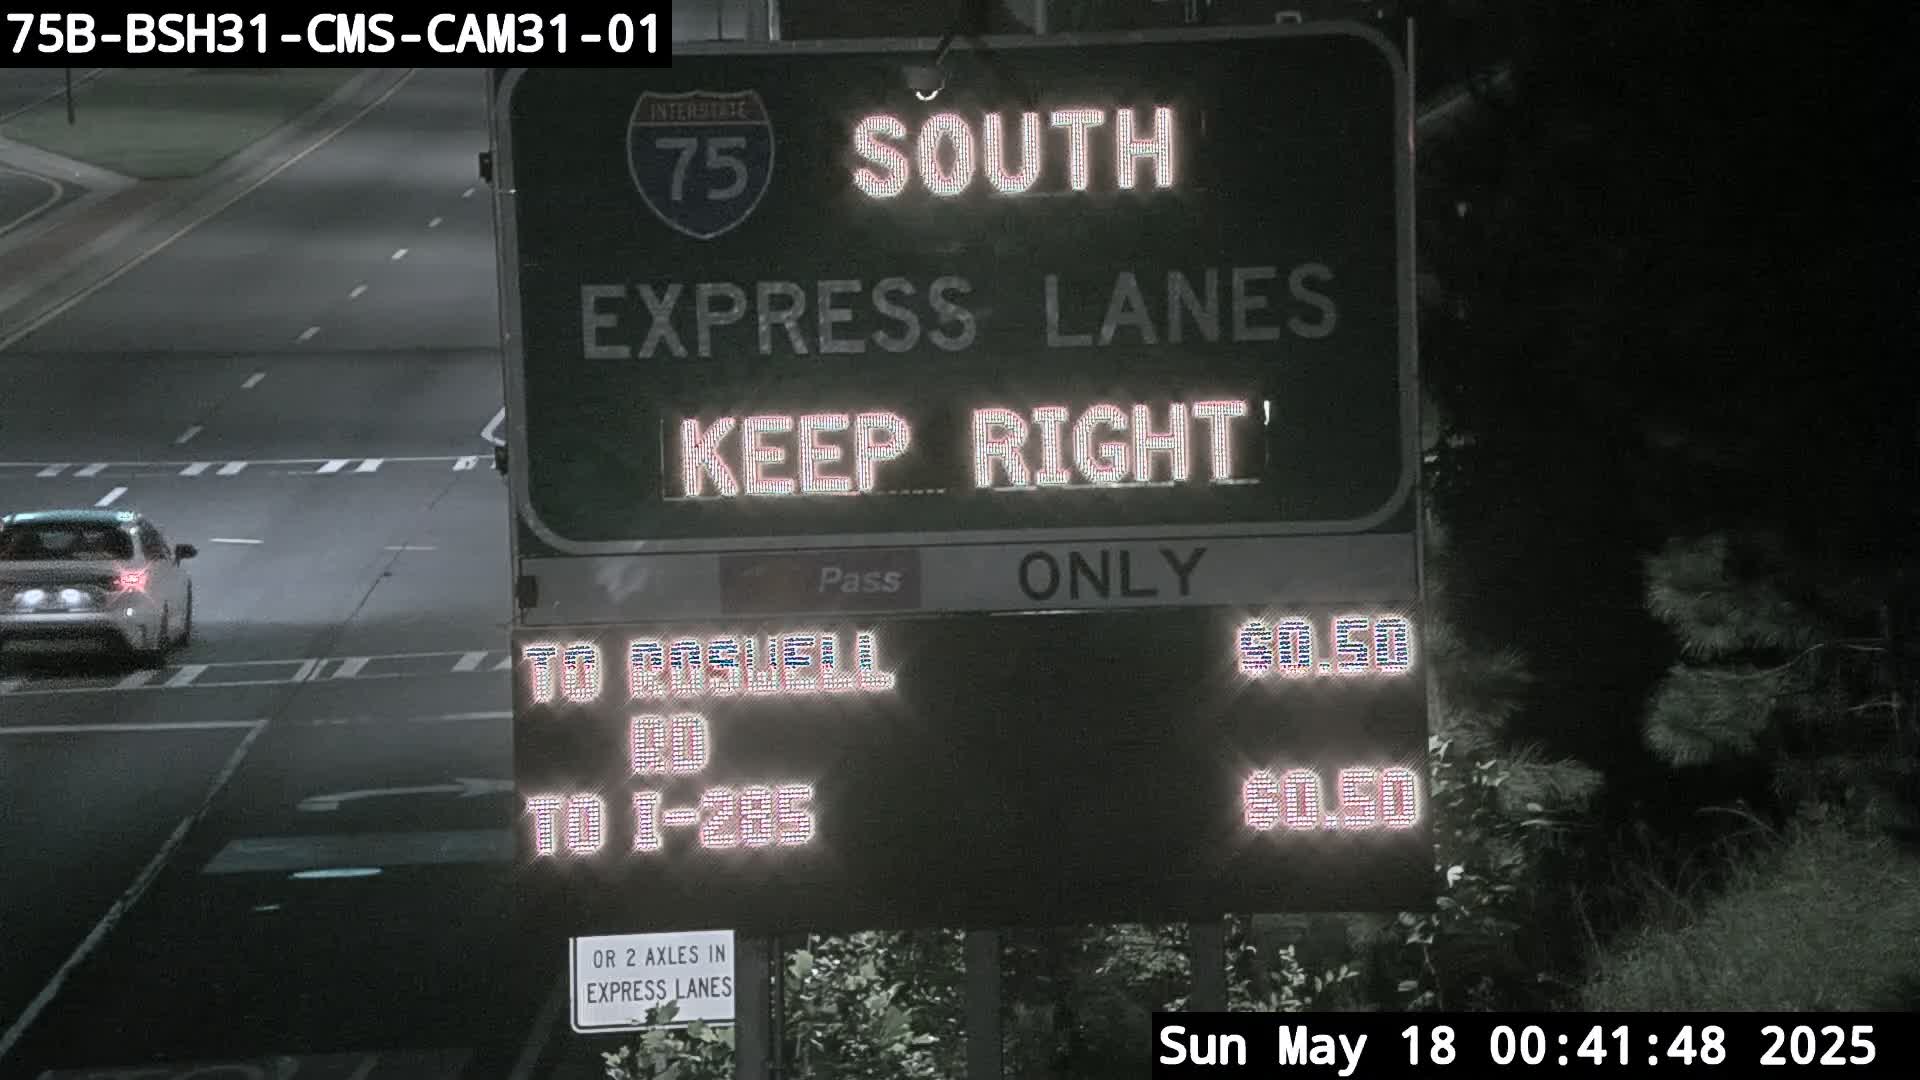 75B-BSH31-CMS-CAM31-01
INTERSTATE
75
SOUTH
EXPRESS LANES
KEEP RIGHT
Pass ONLY
TO ROSWELL $0.50
RD
TO I-285 $0.50
OR 2 AXLES IN
EXPRESS LANES
Sun May 18 00:41:48 2025